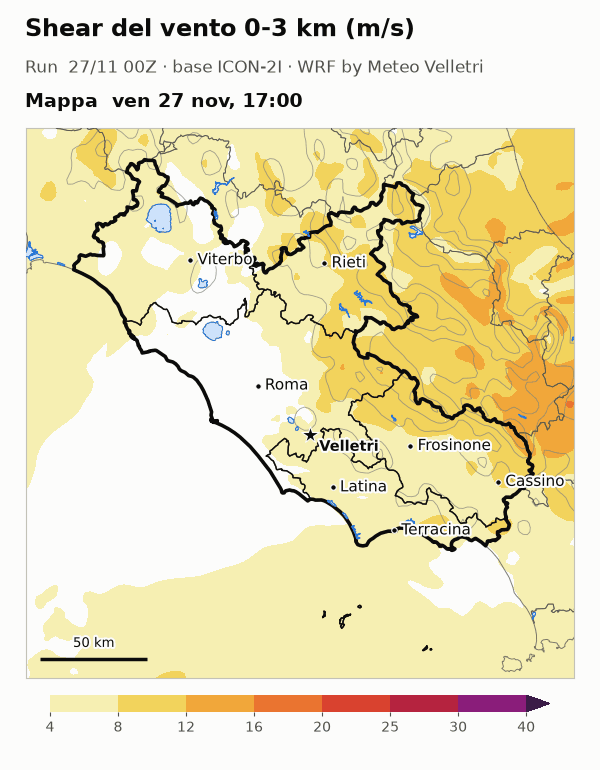 Shear del vento 0-3 km (m/s)
Run  27/11 00Z · base ICON-2I · WRF by Meteo Velletri
Mappa  ven 27 nov, 17:00
Viterbo
Rieti
Roma
Velletri
Frosinone
Latina
Cassino
Terracina
50 km
4 8 12 16 20 25 30 40